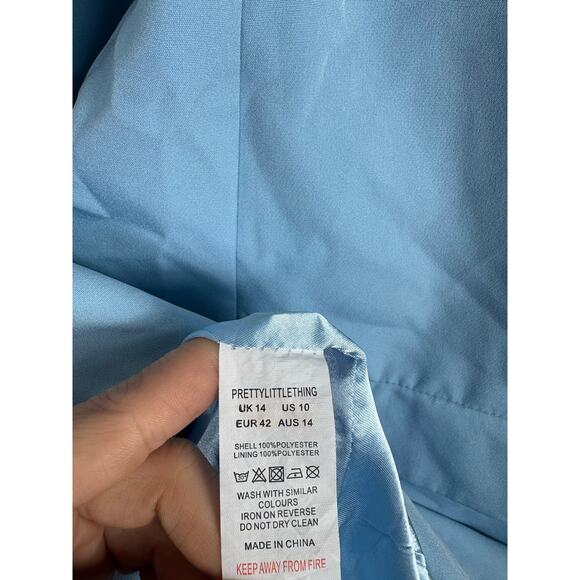 PRETTYLITTLETHING
UK 14 US 10
EUR 42 AUS 14
SHELL 100%POLYESTER
LINING 100%POLYESTER
WASH WITH SIMILAR
COLOURS
IRON ON REVERSE
DO NOT DRY CLEAN
MADE IN CHINA
KEEP AWAY FROM FIRE